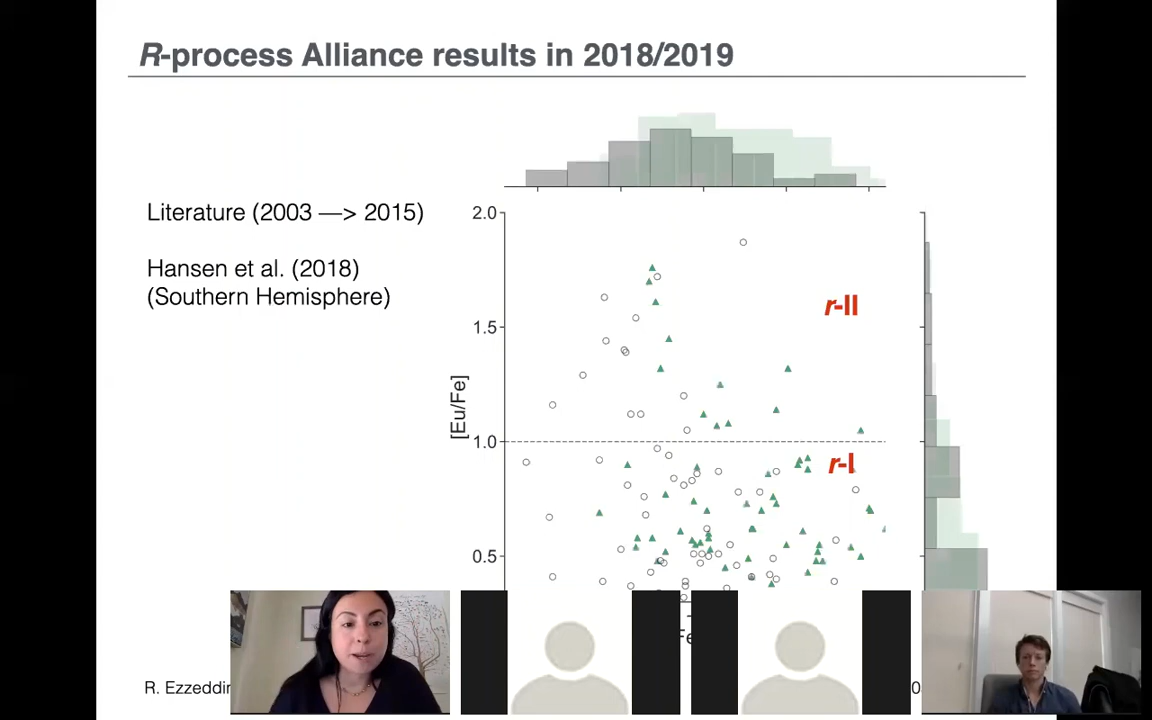 R-process Alliance results in 2018/2019
Literature (2003 —> 2015)
Hansen et al. (2018)
(Southern Hemisphere)
2.0
r-II
1.5
[Eu/Fe]
1.0
r-I
0.5
R.